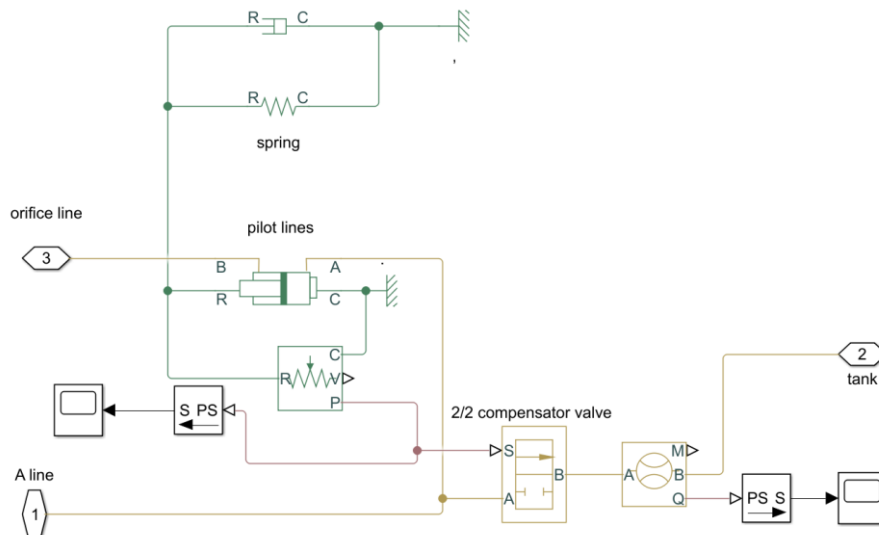 R C
R C
spring
orifice line
pilot lines
3
B A
R C
C
R V
P
2
tank
S PS
2/2 compensator valve
S
B
A
M
A B
Q
PS S
A line
1